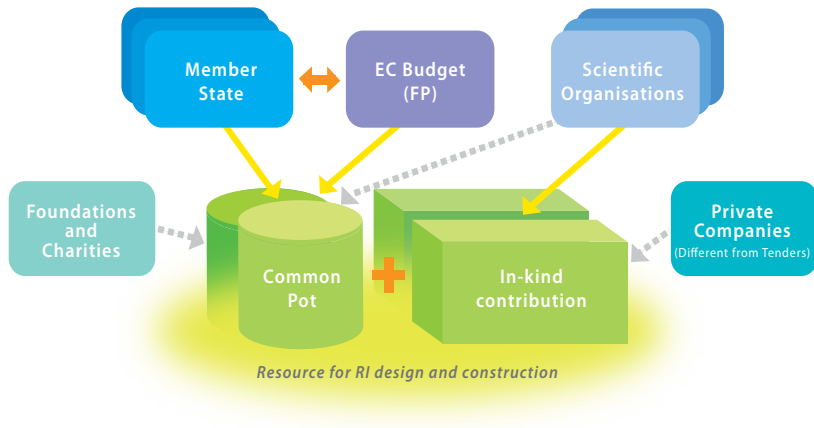 Member
State
EC Budget
(FP)
Scientific
Organisations
Foundations
and
Charities
Private
Companies
(Different from Tenders)
Common
Pot
In-kind
contribution
Resource for RI design and construction